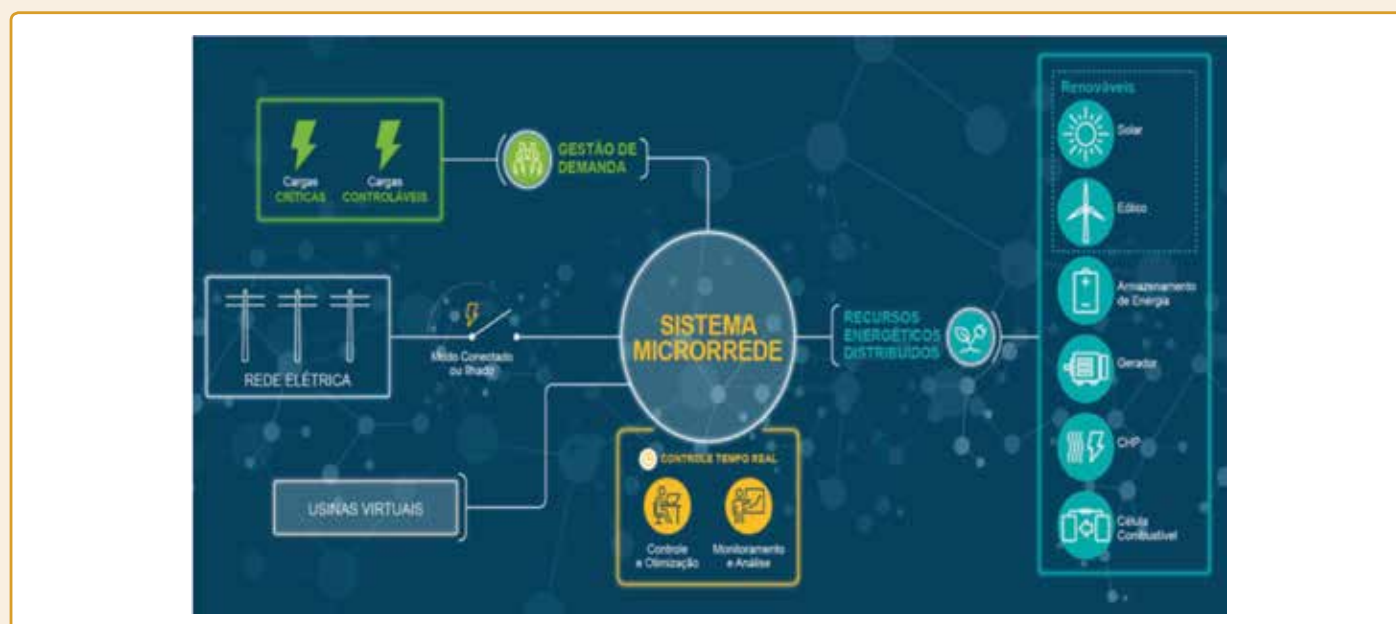 Cargas
CRÍTICAS
Cargas
CONTROLÁVEIS
GESTÃO DE
DEMANDA
REDE ELÉTRICA
Modo Conectado
ou Ilhado
USINAS VIRTUAIS
SISTEMA
MICRORREDE
CONTROLE TEMPO REAL
Controle
e Otimização
Monitoramento
e Análise
RECURSOS
ENERGÉTICOS
DISTRIBUÍDOS
Renováveis
Solar
Eólico
Armazenamento
de Energia
Gerador
CHP
Célula
Combustível